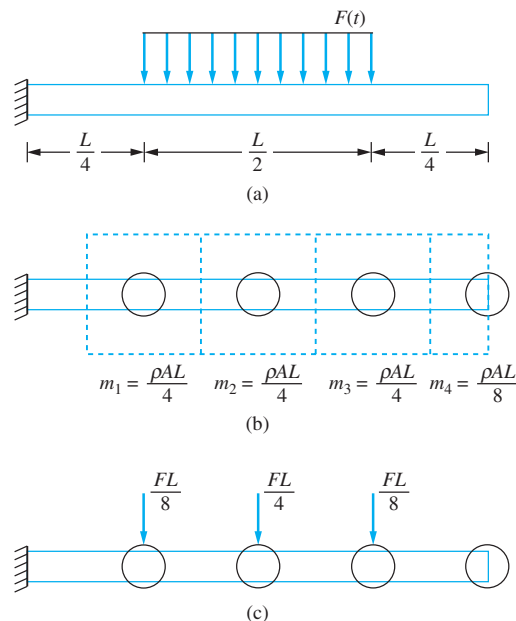 F(t)
L/4 L/2 L/4
(a)
m₁ = ρAL/4 m₂ = ρAL/4 m₃ = ρAL/4 m₄ = ρAL/8
(b)
FL/8 FL/4 FL/8
(c)